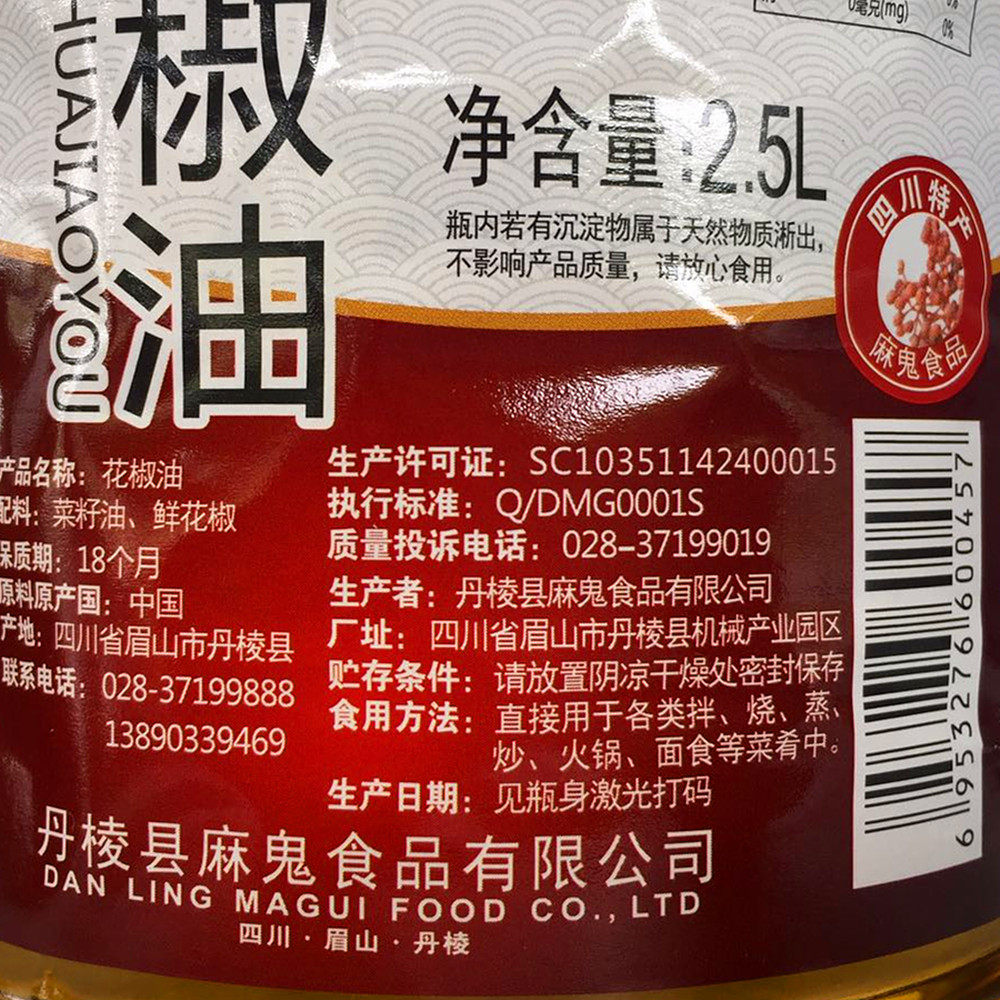 椒油
HUAJIAOYOU
0毫克(mg)
0%
净含量:2.5L
瓶内若有沉淀物属于天然物质淅出,
不影响产品质量，请放心食用。
四川特产
麻鬼食品
产品名称：花椒油
配料：菜籽油、鲜花椒
保质期：18个月
原料原产国：中国
产地：四川省眉山市丹棱县
联系电话：028-37199888
13890339469
生产许可证：SC10351142400015
执行标准：Q/DMG0001S
质量投诉电话：028-37199019
生产者：丹棱县麻鬼食品有限公司
厂址：四川省眉山市丹棱县机械产业园区
贮存条件：请放置阴凉干燥处密封保存
食用方法：直接用于各类拌、烧、蒸、
炒、火锅、面食等菜肴中。
生产日期：见瓶身激光打码
6953276600457
丹棱县麻鬼食品有限公司
DAN LING MAGUI FOOD CO.,LTD
四川·眉山·丹棱